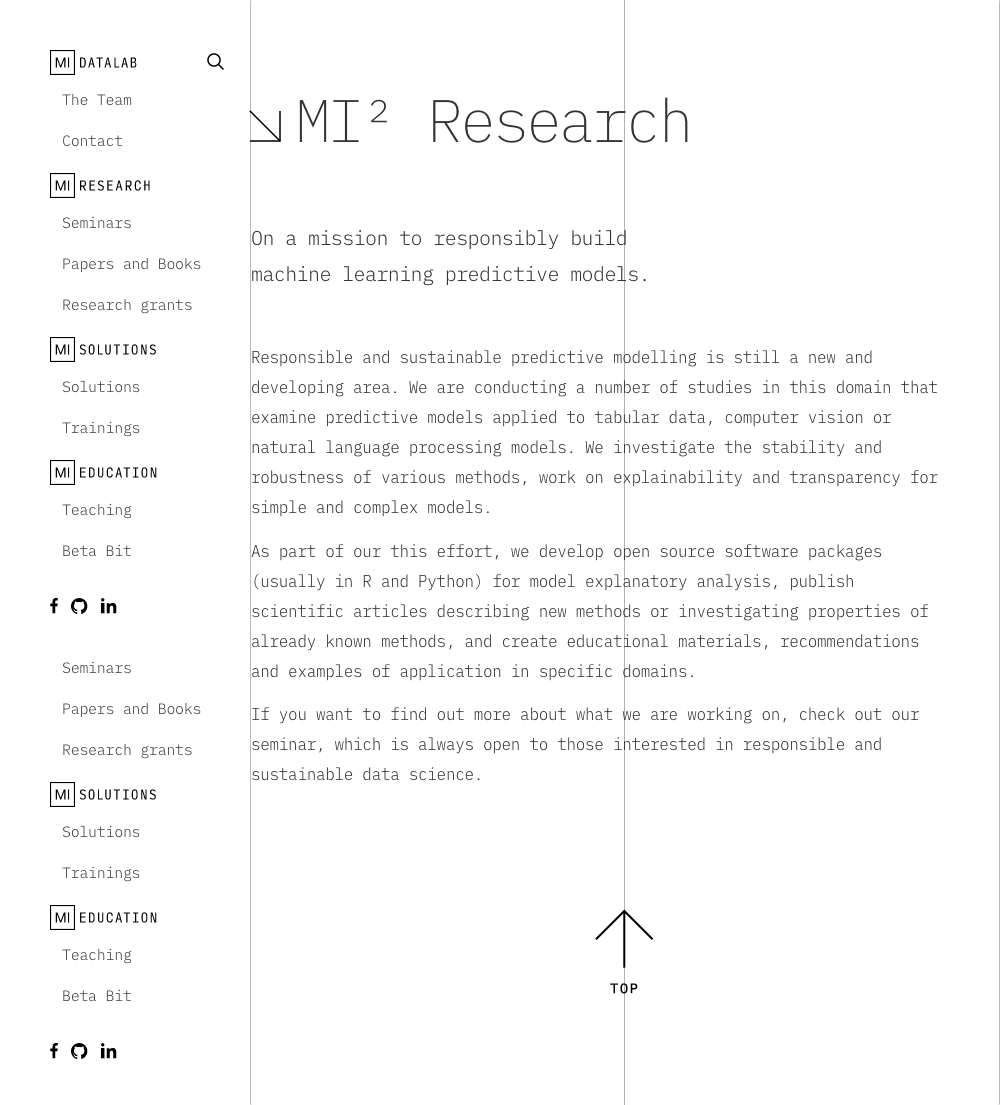 MI DATALAB
The Team
Contact
MI RESEARCH
Seminars
Papers and Books
Research grants
MI SOLUTIONS
Solutions
Trainings
MI EDUCATION
Teaching
Beta Bit
Seminars
Papers and Books
Research grants
MI SOLUTIONS
Solutions
Trainings
MI EDUCATION
Teaching
Beta Bit
MI² Research
On a mission to responsibly build
machine learning predictive models.
Responsible and sustainable predictive modelling is still a new and
developing area. We are conducting a number of studies in this domain that
examine predictive models applied to tabular data, computer vision or
natural language processing models. We investigate the stability and
robustness of various methods, work on explainability and transparency for
simple and complex models.
As part of our this effort, we develop open source software packages
(usually in R and Python) for model explanatory analysis, publish
scientific articles describing new methods or investigating properties of
already known methods, and create educational materials, recommendations
and examples of application in specific domains.
If you want to find out more about what we are working on, check out our
seminar, which is always open to those interested in responsible and
sustainable data science.
TOP